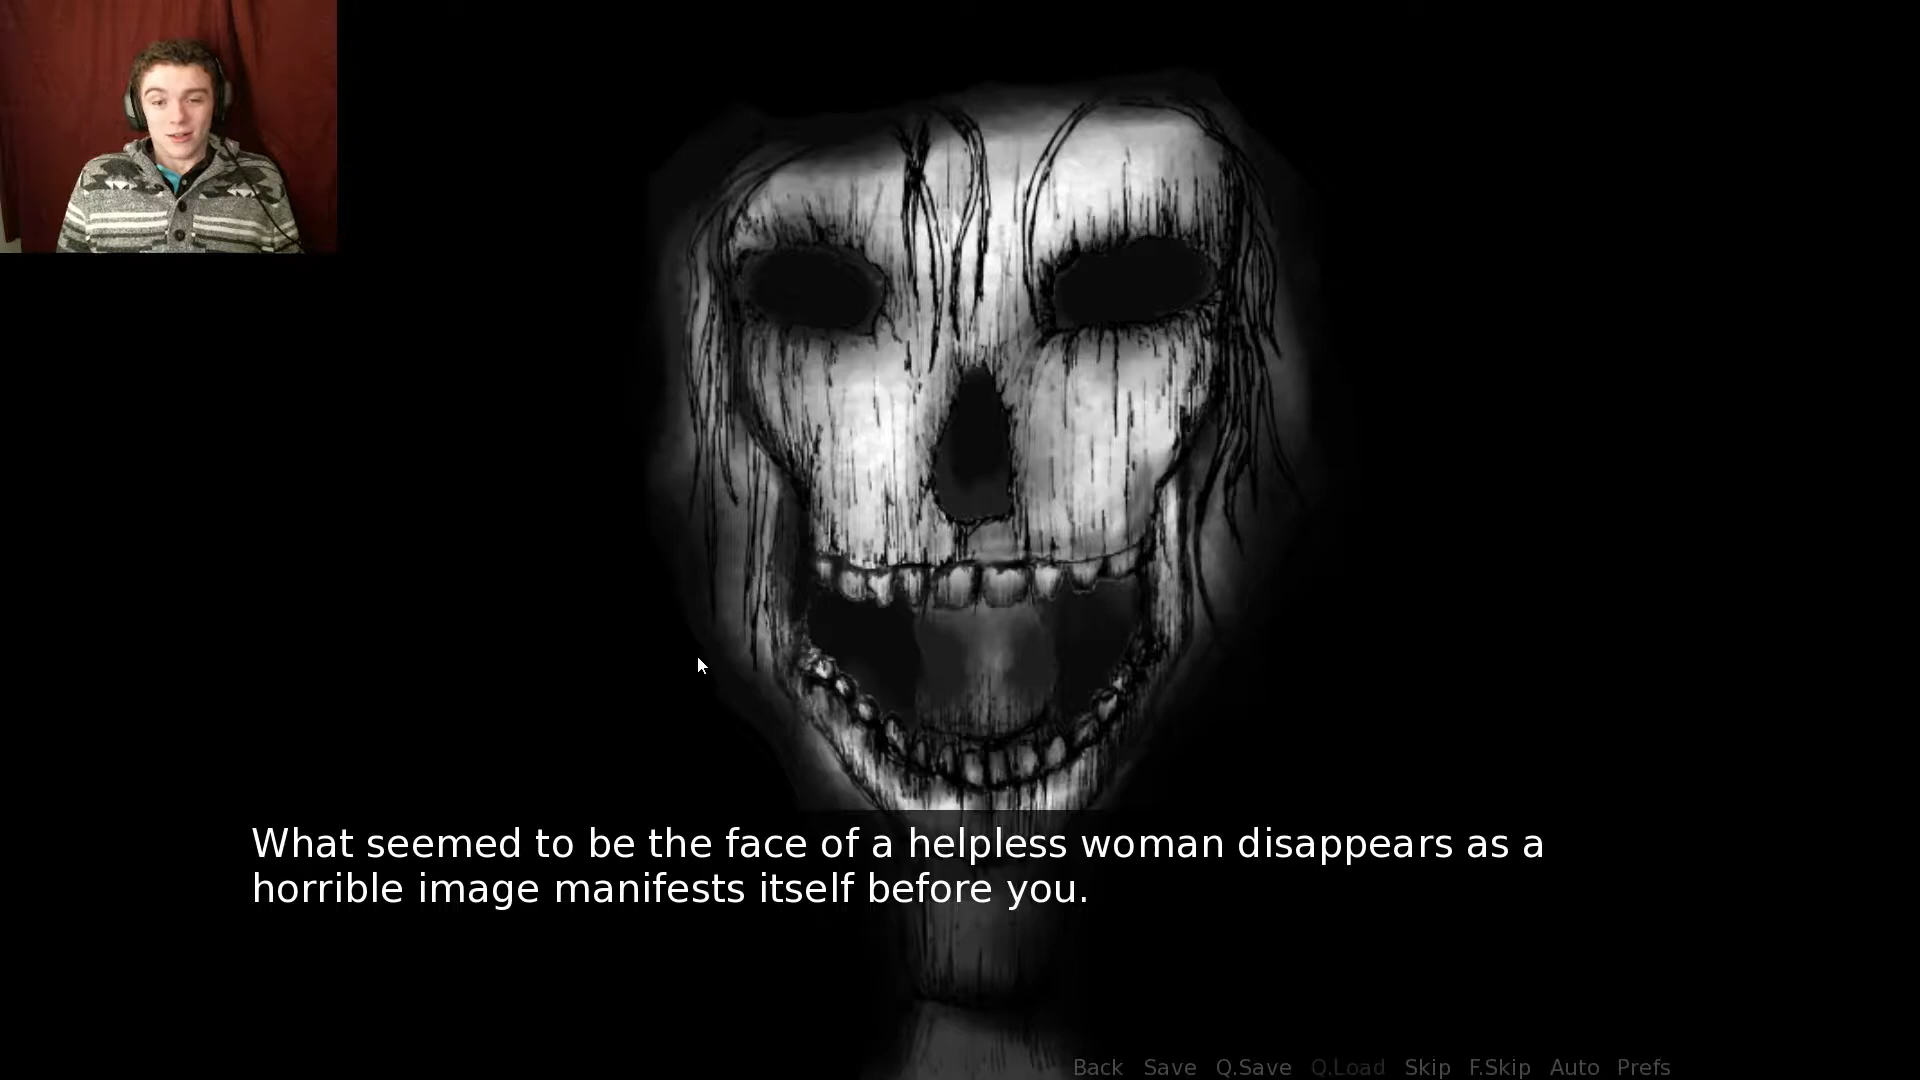 What seemed to be the face of a helpless woman disappears as a
horrible image manifests itself before you.
Back Save Q.Save Q.Load Skip F.Skip Auto Prefs